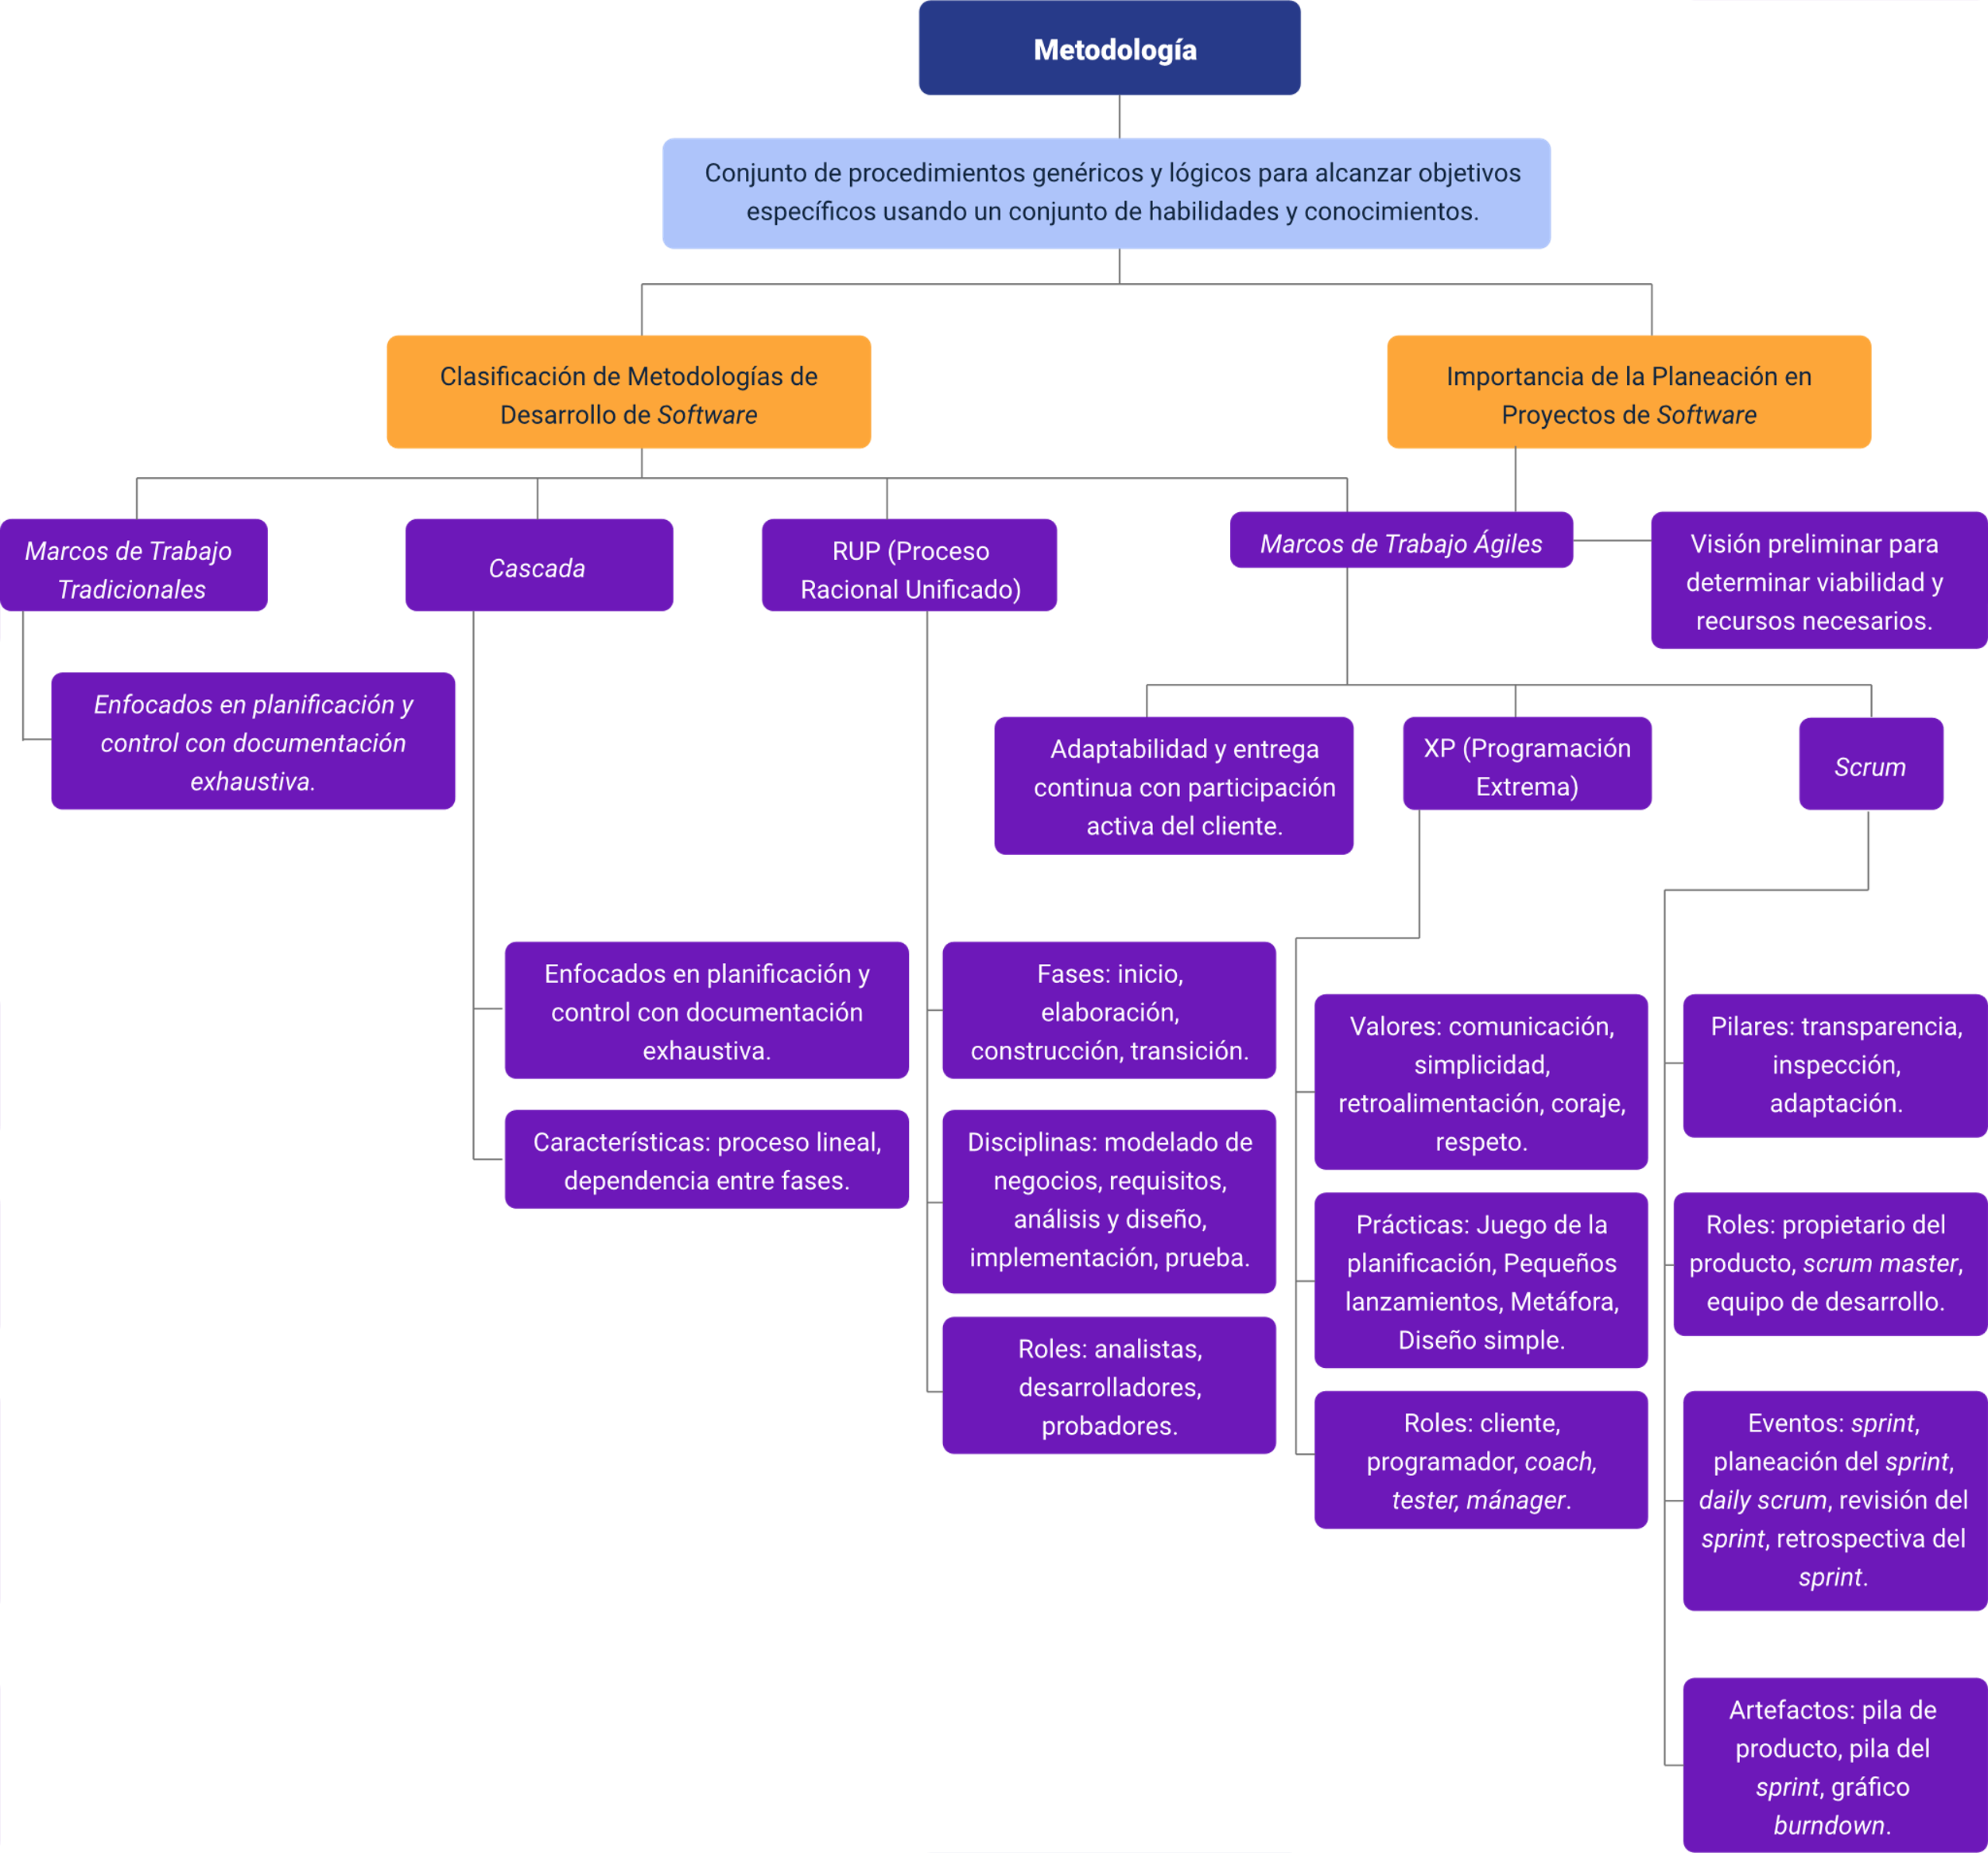 Metodología
Conjunto de procedimientos genéricos y lógicos para alcanzar objetivos
específicos usando un conjunto de habilidades y conocimientos.
Clasificación de Metodologías de
Desarrollo de Software
Importancia de la Planeación en
Proyectos de Software
Marcos de Trabajo
Tradicionales
Cascada
RUP (Proceso
Racional Unificado)
Marcos de Trabajo Ágiles
Visión preliminar para
determinar viabilidad y
recursos necesarios.
Enfocados en planificación y
control con documentación
exhaustiva.
Adaptabilidad y entrega
continua con participación
activa del cliente.
XP (Programación
Extrema)
Scrum
Enfocados en planificación y
control con documentación
exhaustiva.
Características: proceso lineal,
dependencia entre fases.
Fases: inicio,
elaboración,
construcción, transición.
Disciplinas: modelado de
negocios, requisitos,
análisis y diseño,
implementación, prueba.
Roles: analistas,
desarrolladores,
probadores.
Valores: comunicación,
simplicidad,
retroalimentación, coraje,
respeto.
Prácticas: Juego de la
planificación, Pequeños
lanzamientos, Metáfora,
Diseño simple.
Roles: cliente,
programador, coach,
tester, mánager.
Pilares: transparencia,
inspección,
adaptación.
Roles: propietario del
producto, scrum master,
equipo de desarrollo.
Eventos: sprint,
planeación del sprint,
daily scrum, revisión del
sprint, retrospectiva del
sprint.
Artefactos: pila de
producto, pila del
sprint, gráfico
burndown.